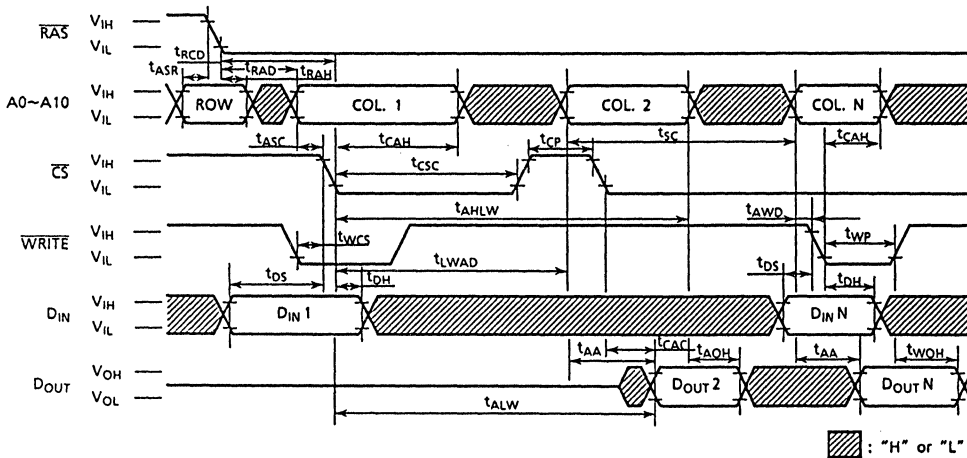 RAS VIH
VIL
tRCD
tASR tRAD tRAH
A0~A10 VIH ROW COL. 1 COL. 2 COL. N
VIL
tASC tCAH tCP tSC tCAH
CS VIH tCSC
VIL
tAHLW tAWD
WRITE VIH tWCS tWP
VIL
tDS tLWAD tDH tDS tDH
DIN VIH DIN 1 DIN N
VIL
tAA tCAC tAOH tAA tWOH
DOUT VOH DOUT 2 DOUT N
VOL
tALW
: "H" or "L"